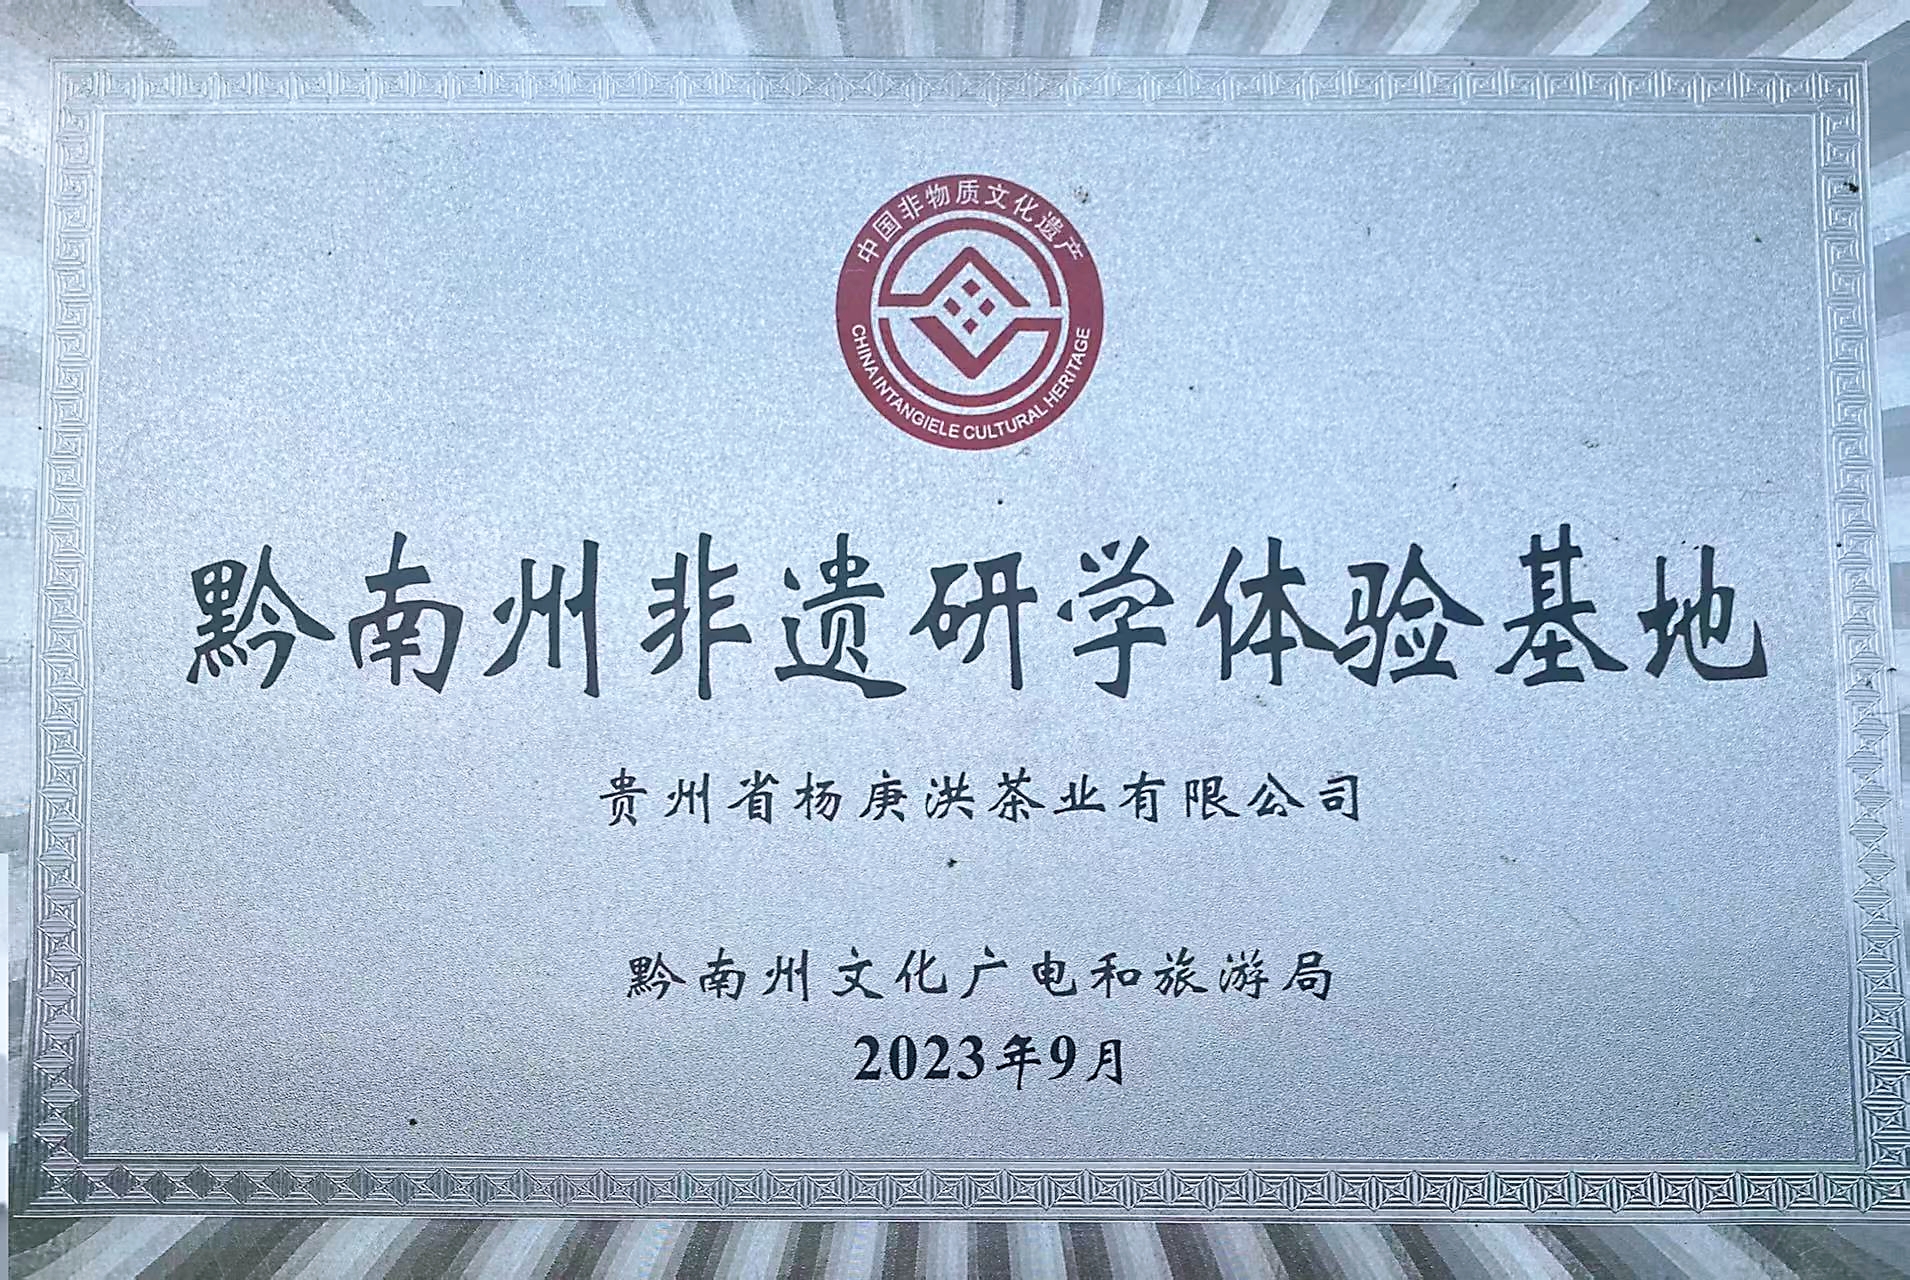 中国非物质文化遗产
CHINA INTANGIELE CULTURAL HERITAGE
黔南州非遗研学体验基地
贵州省杨庚洪茶业有限公司
黔南州文化广电和旅游局
2023年9月